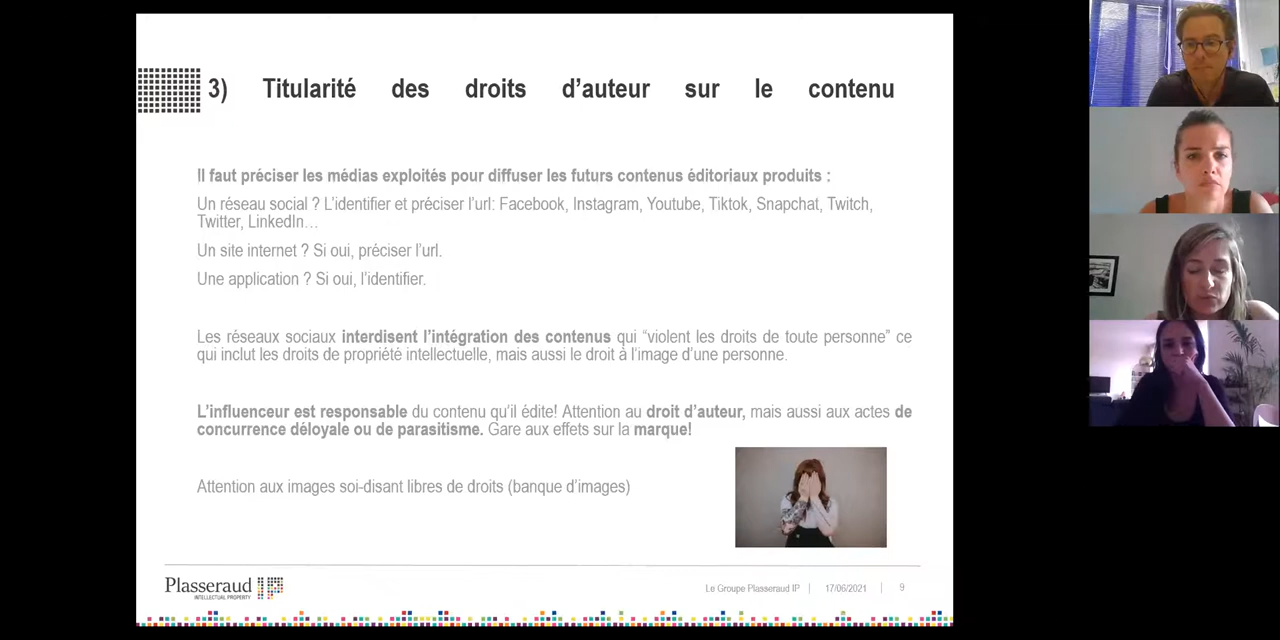 3) Titularité des droits d’auteur sur le contenu
Il faut préciser les médias exploités pour diffuser les futurs contenus éditoriaux produits :
Un réseau social ? L’identifier et préciser l’url: Facebook, Instagram, Youtube, Tiktok, Snapchat, Twitch,
Twitter, LinkedIn…
Un site internet ? Si oui, préciser l’url.
Une application ? Si oui, l’identifier.
Les réseaux sociaux interdisent l’intégration des contenus qui “violent les droits de toute personne” ce
qui inclut les droits de propriété intellectuelle, mais aussi le droit à l’image d’une personne.
L’influenceur est responsable du contenu qu’il édite! Attention au droit d’auteur, mais aussi aux actes de
concurrence déloyale ou de parasitisme. Gare aux effets sur la marque!
Attention aux images soi-disant libres de droits (banque d’images)
Plasseraud IP
INTELLECTUAL PROPERTY
Le Groupe Plasseraud IP | 17/06/2021 | 9